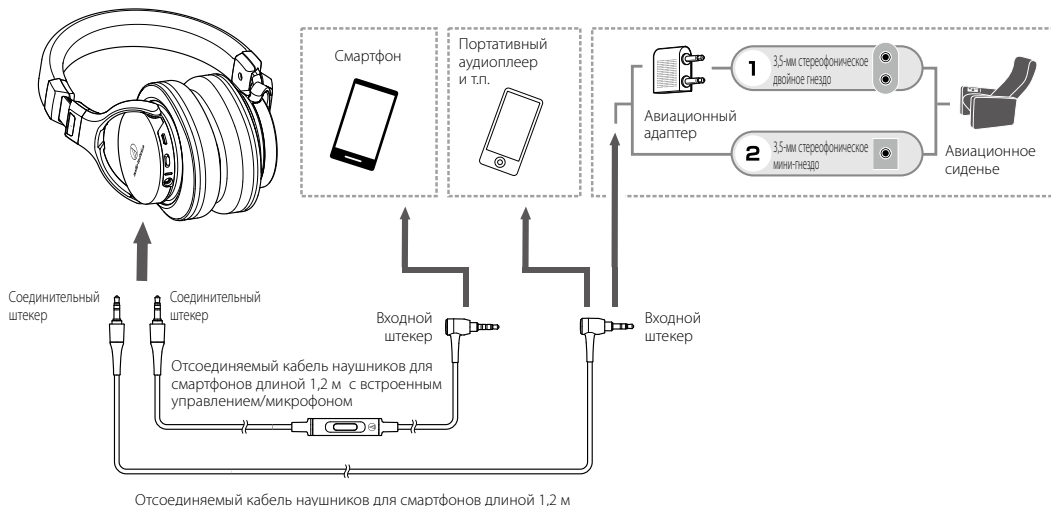 Смартфон
Портативный
аудиоплеер
и т.п.
Авиационный
адаптер
1
3,5-мм стереофоническое
двойное гнездо
2
3,5-мм стереофоническое
мини-гнездо
Авиационное
сиденье
Соединительный
штекер
Соединительный
штекер
Входной
штекер
Входной
штекер
Отсоединяемый кабель наушников для
смартфонов длиной 1,2 м с встроенным
управлением/микрофоном
Отсоединяемый кабель наушников для смартфонов длиной 1,2 м